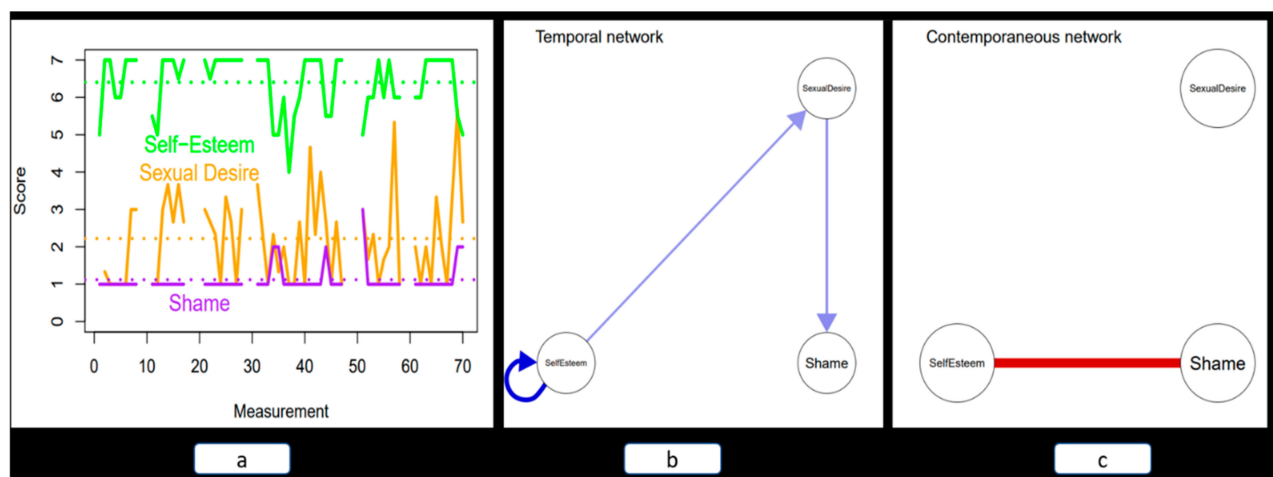 7
6
5
4
3
2
1
0
Score
Self-Esteem
Sexual Desire
Shame
0 10 20 30 40 50 60 70
Measurement
a
Temporal network
SexualDesire
SelfEsteem
Shame
b
Contemporaneous network
SexualDesire
SelfEsteem
Shame
c